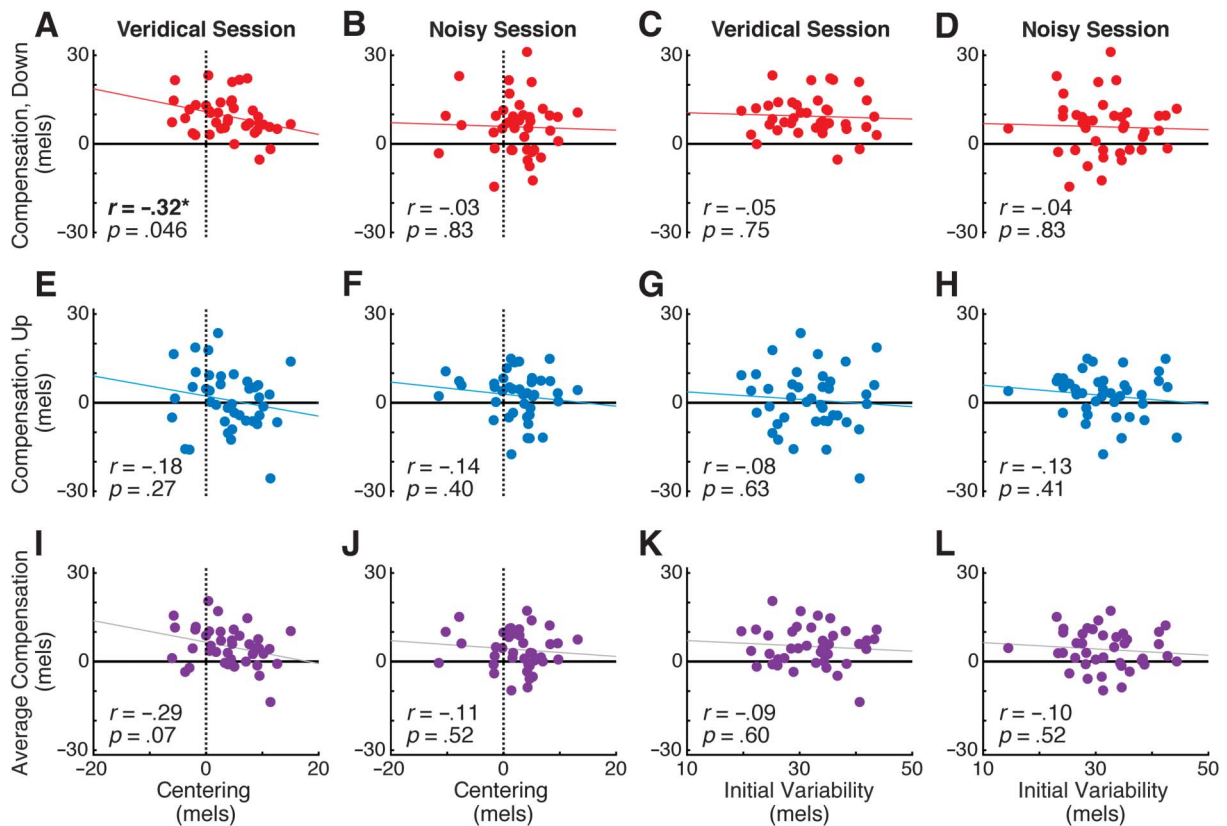 A
Veridical Session
B
Noisy Session
C
Veridical Session
D
Noisy Session
Compensation, Down
(mels)
30
0
−30
r = −.32*
p = .046
30
0
−30
r = −.03
p = .83
30
0
−30
r = −.05
p = .75
30
0
−30
r = −.04
p = .83
E
F
G
H
Compensation, Up
(mels)
30
0
−30
r = −.18
p = .27
30
0
−30
r = −.14
p = .40
30
0
−30
r = −.08
p = .63
30
0
−30
r = −.13
p = .41
I
J
K
L
Average Compensation
(mels)
30
0
−30
r = −.29
p = .07
30
0
−30
r = −.11
p = .52
30
0
−30
r = −.09
p = .60
30
0
−30
r = −.10
p = .52
−20 0 20
Centering
(mels)
−20 0 20
Centering
(mels)
10 30 50
Initial Variability
(mels)
10 30 50
Initial Variability
(mels)